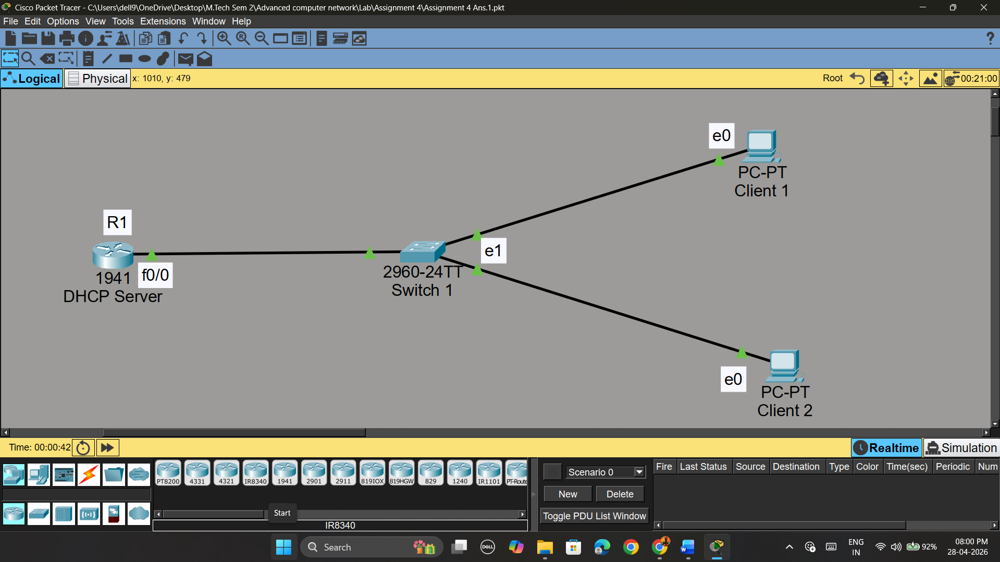 Cisco Packet Tracer - C:\Users\dell9\OneDrive\Desktop\M.Tech Sem 2\Advanced computer network\Lab\Assignment 4\Assignment 4 Ans.1.pkt
File Edit Options View Tools Extensions Window Help
?
Logical Physical x: 1010, y: 479 Root 00:21:00
e0
PC-PT
Client 1
R1
1941
f0/0
DHCP Server
e1
2960-24TT
Switch 1
e0
PC-PT
Client 2
Time: 00:00:42 Realtime Simulation
PT8200 4331 4321 IR8340 1941 2901 2911 819IOX 819HGW 829 1240 IR1101 PT-Route
Start
IR8340
Scenario 0
New Delete
Toggle PDU List Window
Fire Last Status Source Destination Type Color Time(sec) Periodic Num
Search
DELL
ENG
IN
92%
08:00 PM
28-04-2026